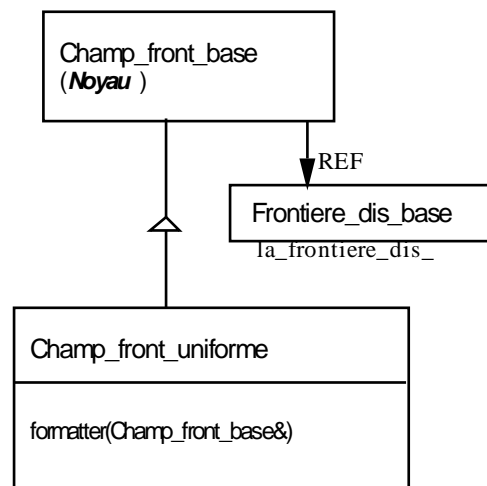 Champ_front_base
(Noyau )
REF
Frontiere_dis_base
la_frontiere_dis_
Champ_front_uniforme
formatter(Champ_front_base&)